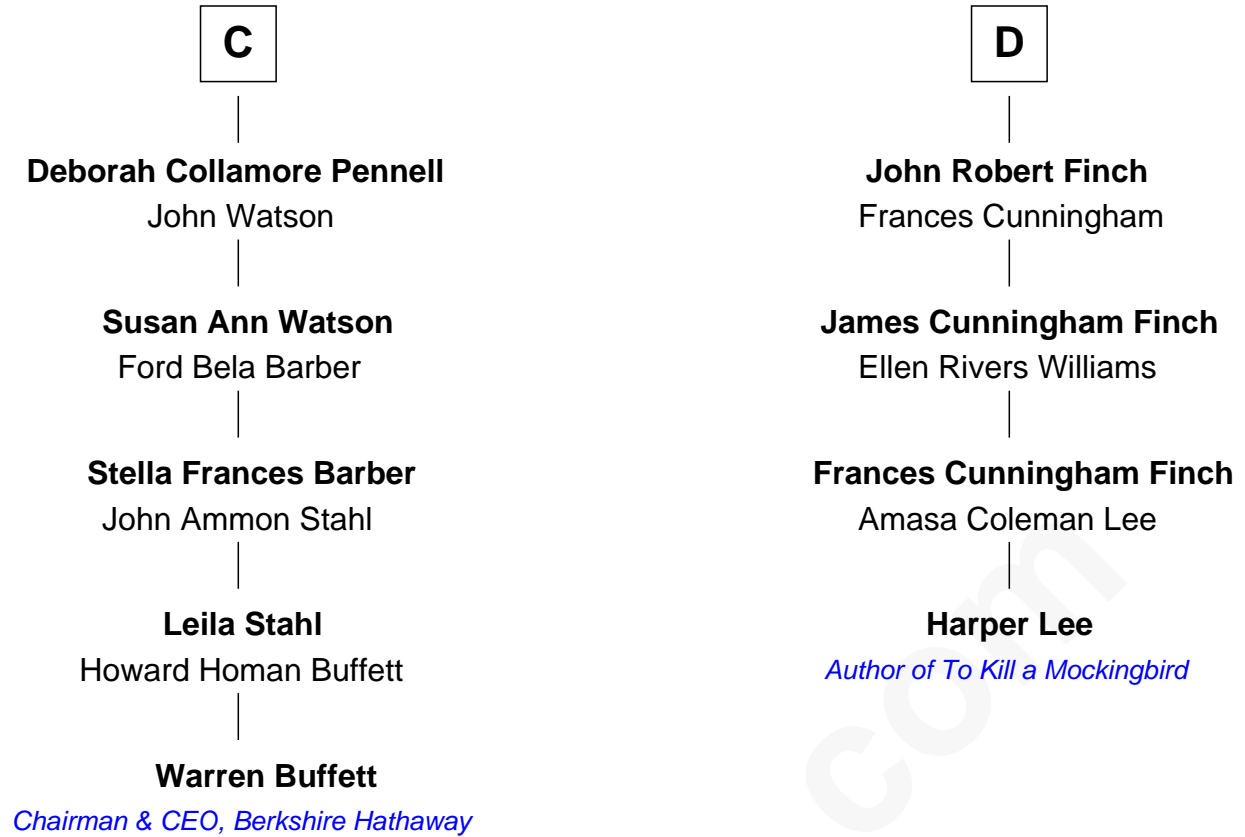 C
Deborah Collamore Pennell
John Watson
Susan Ann Watson
Ford Bela Barber
Stella Frances Barber
John Ammon Stahl
Leila Stahl
Howard Homan Buffett
Warren Buffett
Chairman & CEO, Berkshire Hathaway
D
John Robert Finch
Frances Cunningham
James Cunningham Finch
Ellen Rivers Williams
Frances Cunningham Finch
Amasa Coleman Lee
Harper Lee
Author of To Kill a Mockingbird
com